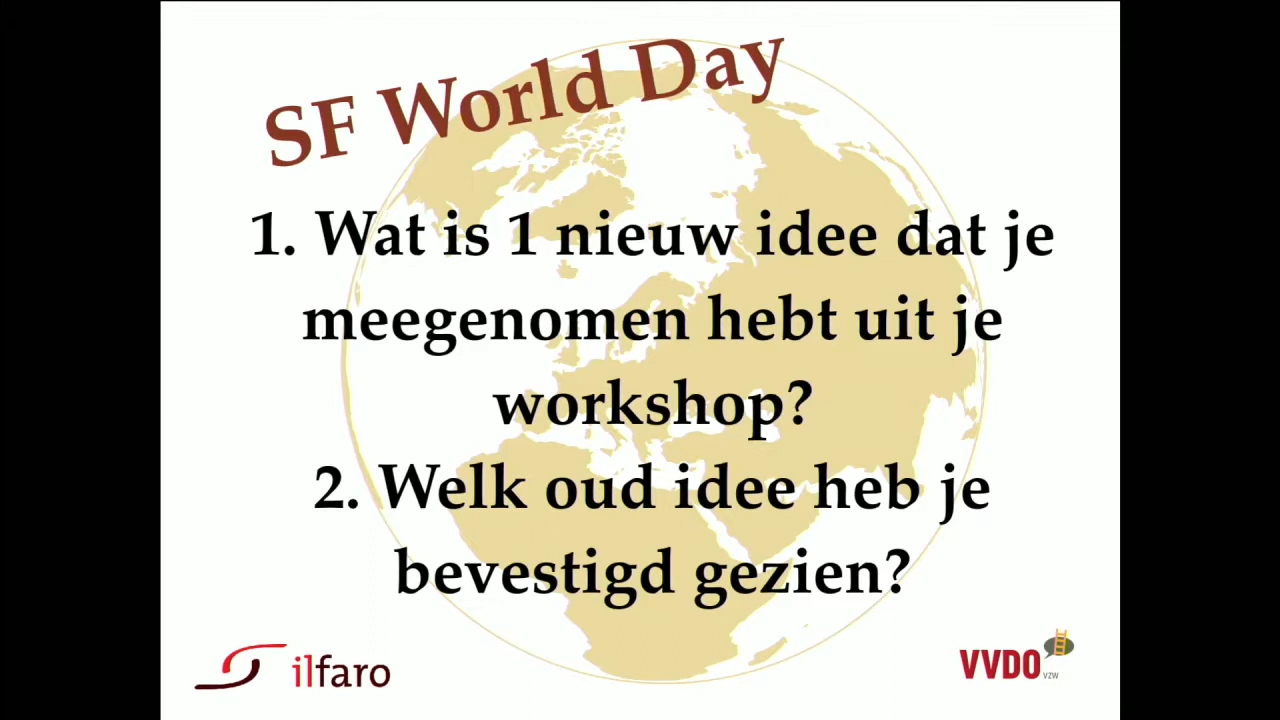 SF World Day
1. Wat is 1 nieuw idee dat je
meegenomen hebt uit je
workshop?
2. Welk oud idee heb je
bevestigd gezien?
ilfaro
VVDO
VZW